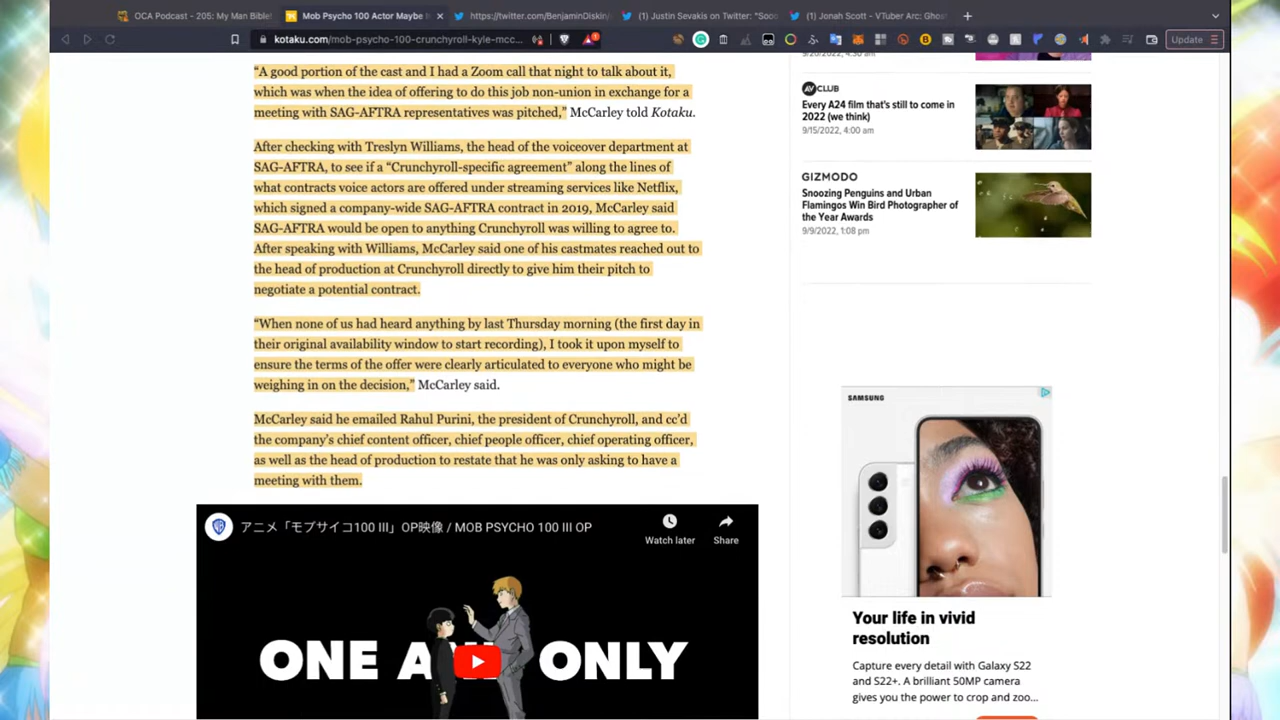 OCA Podcast - 205: My Man Bible
Mob Psycho 100 Actor Maybe
https://twitter.com/BenjaminDiskin/
(1) Justin Sevakis on Twitter: "Sooo
(1) Jonah Scott - VTuber Arc: Ghos
kotaku.com/mob-psycho-100-crunchyroll-kyle-mcc...
Update
“A good portion of the cast and I had a Zoom call that night to talk about it,
which was when the idea of offering to do this job non-union in exchange for a
meeting with SAG-AFTRA representatives was pitched,” McCarley told Kotaku.
After checking with Treslyn Williams, the head of the voiceover department at
SAG-AFTRA, to see if a “Crunchyroll-specific agreement” along the lines of
what contracts voice actors are offered under streaming services like Netflix,
which signed a company-wide SAG-AFTRA contract in 2019, McCarley said
SAG-AFTRA would be open to anything Crunchyroll was willing to agree to.
After speaking with Williams, McCarley said one of his castmates reached out to
the head of production at Crunchyroll directly to give him their pitch to
negotiate a potential contract.
“When none of us had heard anything by last Thursday morning (the first day in
their original availability window to start recording), I took it upon myself to
ensure the terms of the offer were clearly articulated to everyone who might be
weighing in on the decision,” McCarley said.
McCarley said he emailed Rahul Purini, the president of Crunchyroll, and cc’d
the company’s chief content officer, chief people officer, chief operating officer,
as well as the head of production to restate that he was only asking to have a
meeting with them.
アニメ「モブサイコ100 III」OP映像 / MOB PSYCHO 100 III OP
Watch later
Share
ONE A
ONLY
9/20/2022, 4:30 am
AV CLUB
Every A24 film that's still to come in
2022 (we think)
9/15/2022, 4:00 am
GIZMODO
Snoozing Penguins and Urban
Flamingos Win Bird Photographer of
the Year Awards
9/9/2022, 1:08 pm
SAMSUNG
Your life in vivid
resolution
Capture every detail with Galaxy S22
and S22+. A brilliant 50MP camera
gives you the power to crop and zoo...